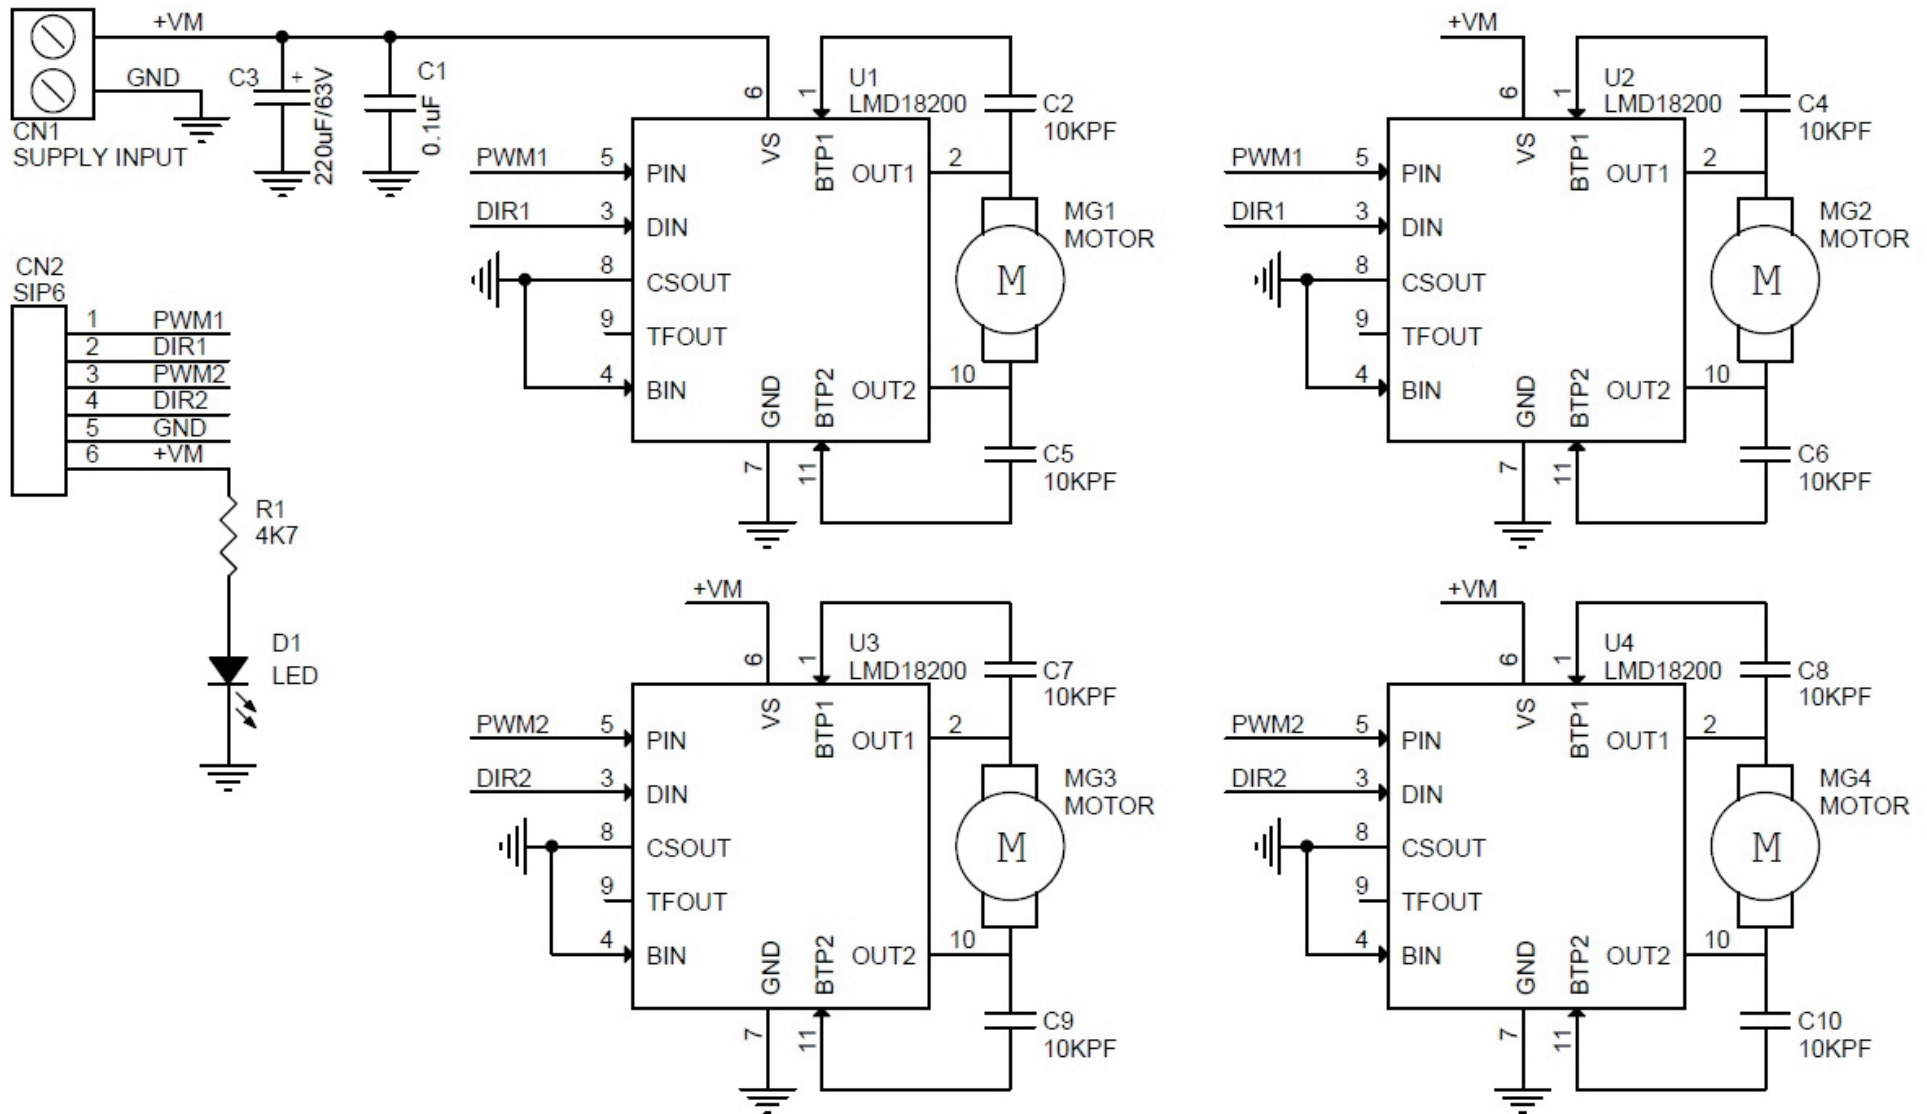 +VM
GND
CN1
SUPPLY INPUT
C3
+
220uF/63V
C1
0.1uF
CN2
SIP6
1 PWM1
2 DIR1
3 PWM2
4 DIR2
5 GND
6 +VM
R1
4K7
D1
LED
6
1
U1
LMD18200
C2
10KPF
PWM1 5
PIN
VS
BTP1
OUT1
2
DIR1 3
DIN
MG1
MOTOR
M
8
CSOUT
9
TFOUT
4
BIN
GND
BTP2
OUT2
10
7
11
C5
10KPF
+VM
6
1
U2
LMD18200
C4
10KPF
PWM1 5
PIN
VS
BTP1
OUT1
2
DIR1 3
DIN
MG2
MOTOR
M
8
CSOUT
9
TFOUT
4
BIN
GND
BTP2
OUT2
10
7
11
C6
10KPF
+VM
6
1
U3
LMD18200
C7
10KPF
PWM2 5
PIN
VS
BTP1
OUT1
2
DIR2 3
DIN
MG3
MOTOR
M
8
CSOUT
9
TFOUT
4
BIN
GND
BTP2
OUT2
10
7
11
C9
10KPF
+VM
6
1
U4
LMD18200
C8
10KPF
PWM2 5
PIN
VS
BTP1
OUT1
2
DIR2 3
DIN
MG4
MOTOR
M
8
CSOUT
9
TFOUT
4
BIN
GND
BTP2
OUT2
10
7
11
C10
10KPF